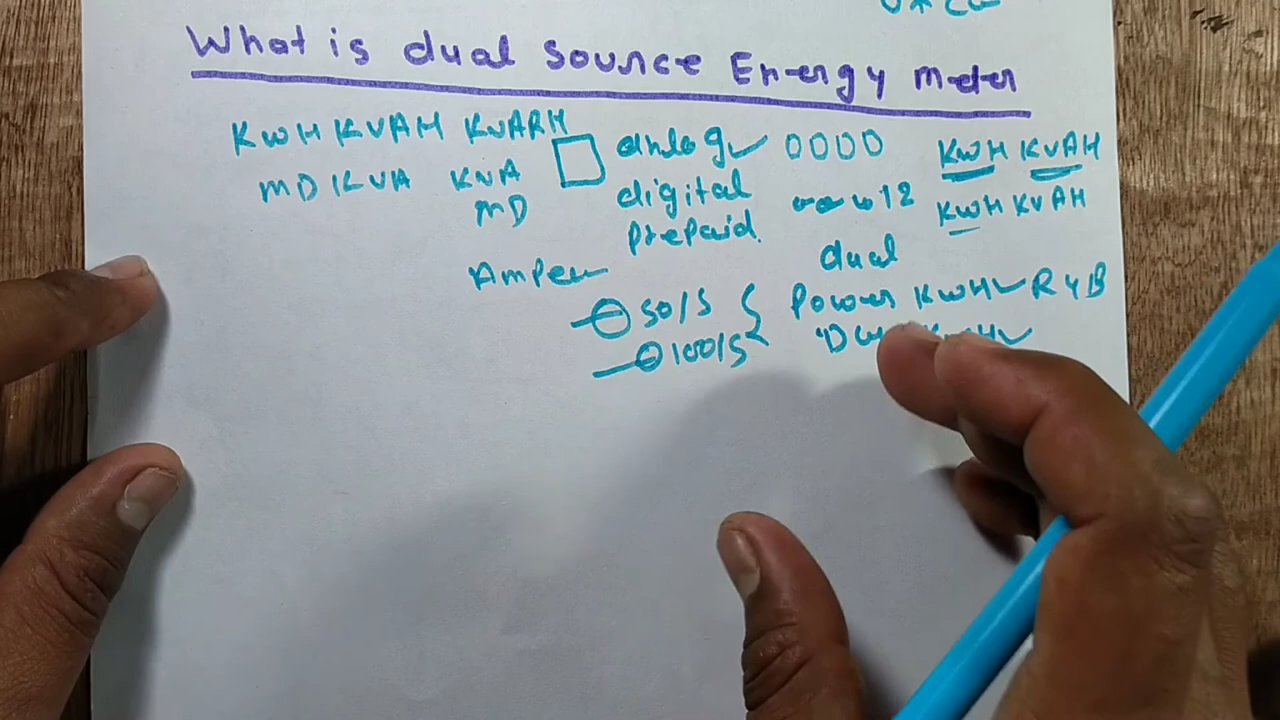 What is dual Source Energy meter
KWH KVAH KVARH
MD KVA KVA
MD
Ampere
analog 0000 KWH KVAH
digital 12 KWH KVAH
Prepaid
dual
50/5 Power KWH R Y B
100/5